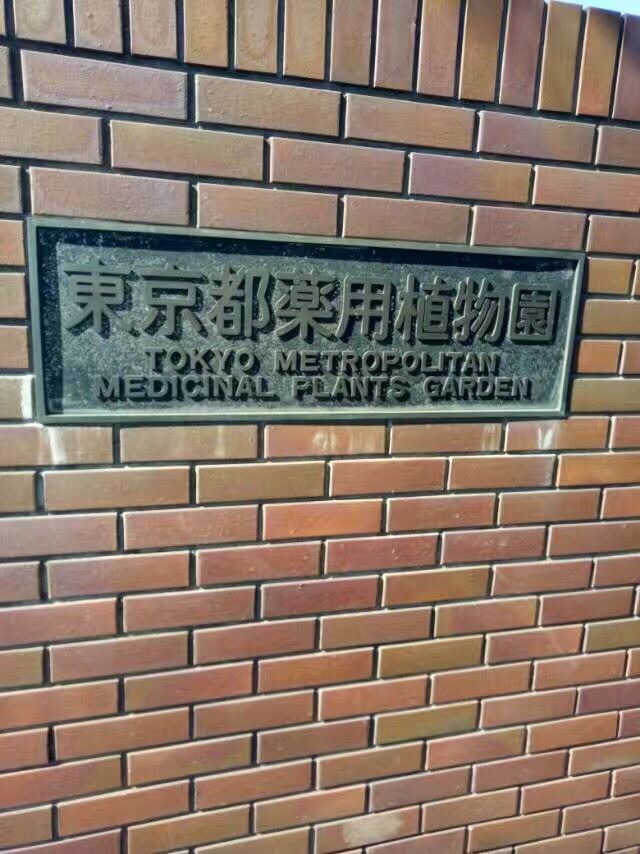 東京都薬用植物園
TOKYO METROPOLITAN
MEDICINAL PLANTS GARDEN